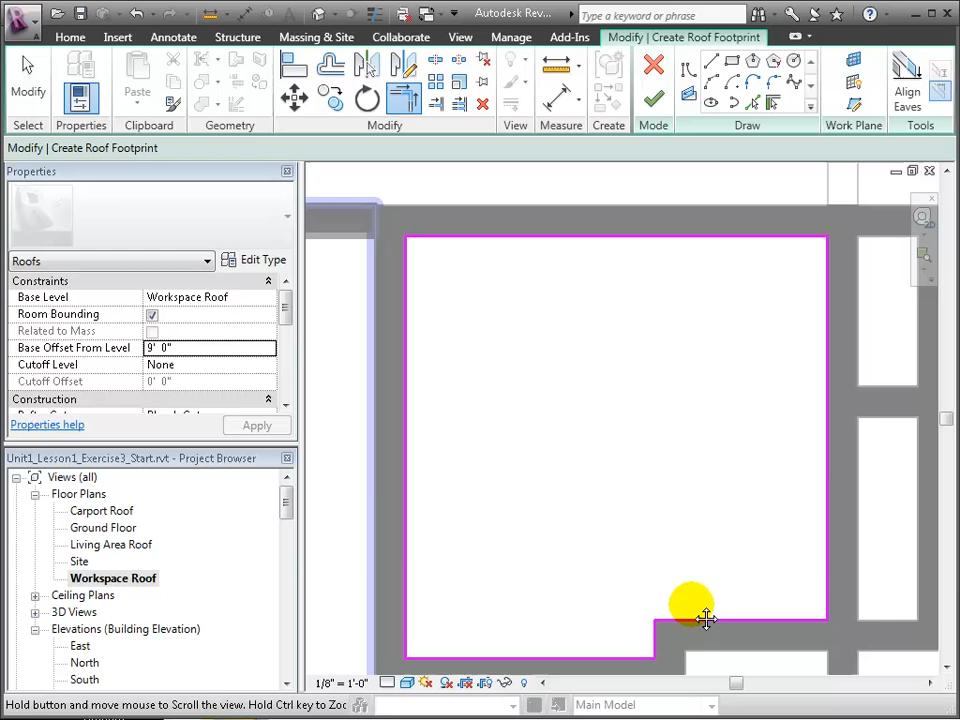 Autodesk Rev...
Type a keyword or phrase
Home Insert Annotate Structure Massing & Site Collaborate View Manage Add-Ins Modify | Create Roof Footprint
Modify Paste Align Eaves
Select Properties Clipboard Geometry Modify View Measure Create Mode Draw Work Plane Tools
Modify | Create Roof Footprint
Properties
2D
Roofs Edit Type
Constraints
Base Level Workspace Roof
Room Bounding
Related to Mass
Base Offset From Level 9' 0"
Cutoff Level None
Cutoff Offset 0' 0"
Construction
Properties help Apply
Unit1_Lesson1_Exercise3_Start.rvt - Project Browser
Views (all)
Floor Plans
Carport Roof
Ground Floor
Living Area Roof
Site
Workspace Roof
Ceiling Plans
3D Views
Elevations (Building Elevation)
East
North
South
1/8" = 1'-0"
Hold button and move mouse to Scroll the view. Hold Ctrl key to Zoc Main Model